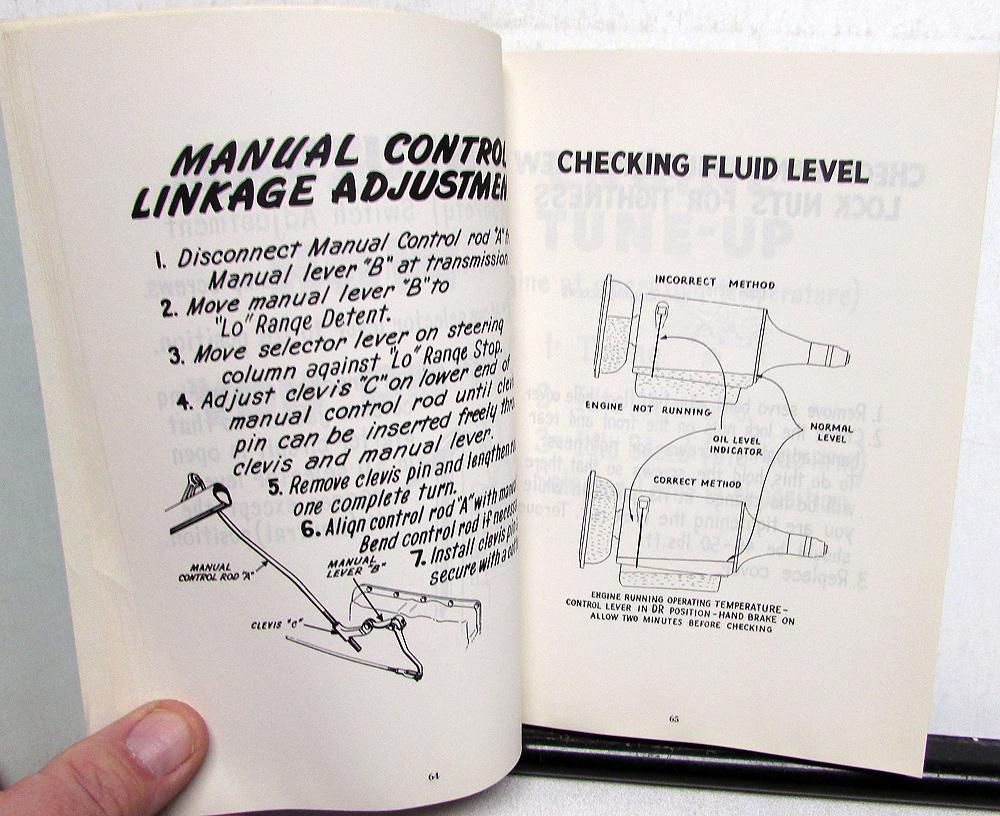 MANUAL CONTROL
LINKAGE ADJUSTMEN
1. Disconnect Manual Control rod "A"
Manual lever "B" at transmission
2. Move manual lever "B" to
"Lo" Range Detent.
3. Move selector lever on steering
column against "Lo" Range Stop.
4. Adjust clevis "C" on lower end of
manual control rod until clevi
pin can be inserted freely thro
clevis and manual lever.
5. Remove clevis pin and lengthen
one complete turn.
6. Align control rod "A" with manu
Bend control rod if necess
7. Install clevis pin
secure with a
MANUAL
CONTROL ROD "A"
MANUAL
LEVER "B"
CLEVIS "C"
64
CHECKING FLUID LEVEL
INCORRECT METHOD
ENGINE NOT RUNNING
NORMAL
LEVEL
OIL LEVEL
INDICATOR
CORRECT METHOD
ENGINE RUNNING OPERATING TEMPERATURE-
CONTROL LEVER IN DR POSITION - HAND BRAKE ON
ALLOW TWO MINUTES BEFORE CHECKING
65